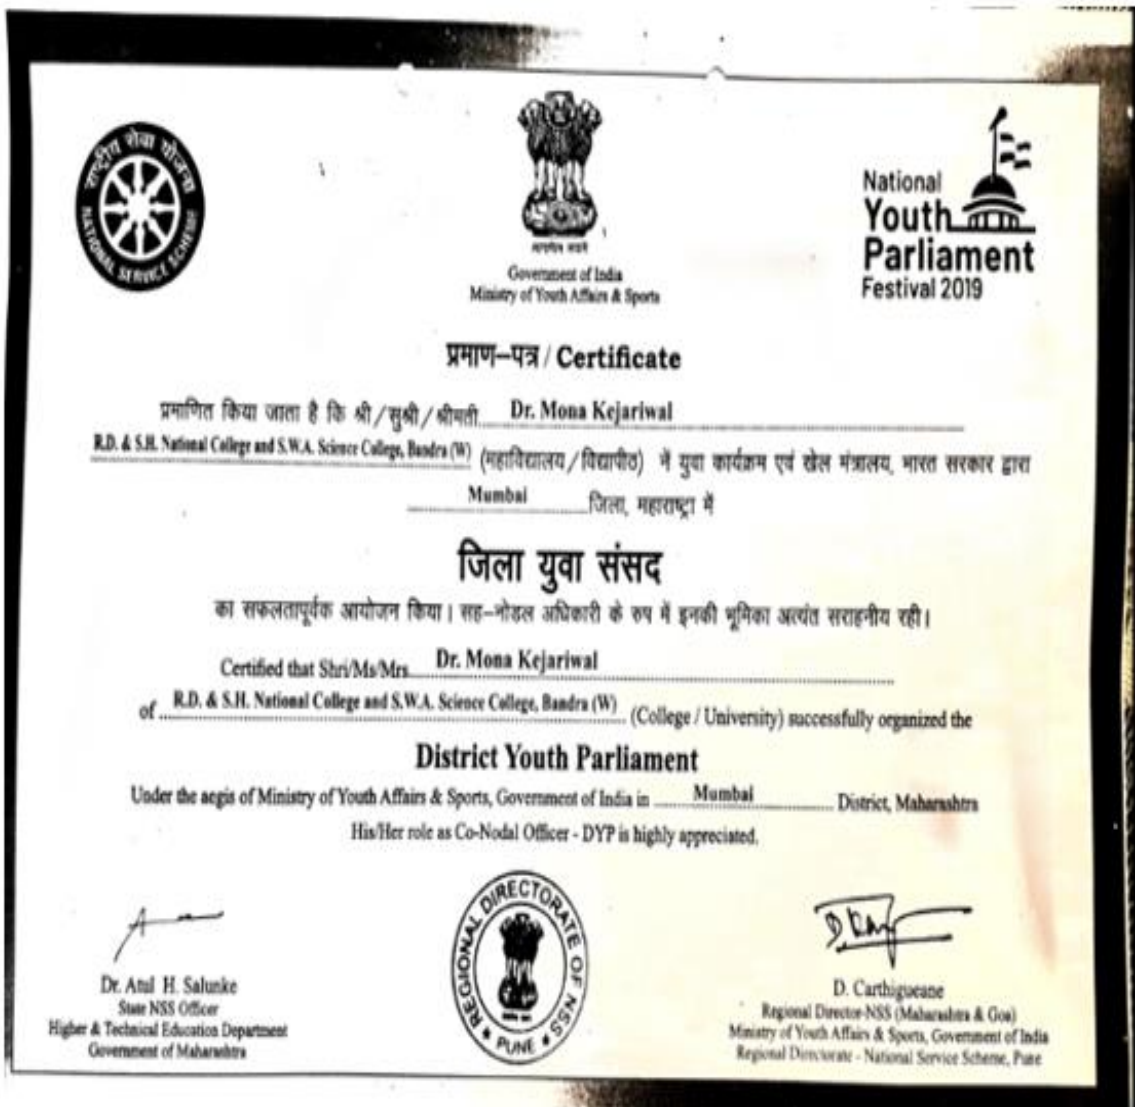 राष्ट्रीय सेवा योजना
NATIONAL SERVICE SCHEME
सत्यमेव जयते
Government of India
Ministry of Youth Affairs & Sports
National
Youth
Parliament
Festival 2019
प्रमाण–पत्र / Certificate
प्रमाणित किया जाता है कि श्री/सुश्री/श्रीमती Dr. Mona Kejariwal
R.D. & S.H. National College and S.W.A. Science College, Bandra (W) (महाविद्यालय/विद्यापीठ) ने युवा कार्यक्रम एवं खेल मंत्रालय, भारत सरकार द्वारा
Mumbai जिला, महाराष्ट्रा में
जिला युवा संसद
का सफलतापूर्वक आयोजन किया। सह–नोडल अधिकारी के रुप में इनकी भूमिका अत्यंत सराहनीय रही।
Certified that Shri/Ms/Mrs. Dr. Mona Kejariwal
of R.D. & S.H. National College and S.W.A. Science College, Bandra (W) (College / University) successfully organized the
District Youth Parliament
Under the aegis of Ministry of Youth Affairs & Sports, Government of India in Mumbai District, Maharashtra
His/Her role as Co-Nodal Officer - DYP is highly appreciated.
Dr. Atul H. Salunke
State NSS Officer
Higher & Technical Education Department
Government of Maharashtra
REGIONAL DIRECTORATE OF NSS
PUNE
D. Carthigueane
Regional Director-NSS (Maharashtra & Goa)
Ministry of Youth Affairs & Sports, Government of India
Regional Directorate - National Service Scheme, Pune